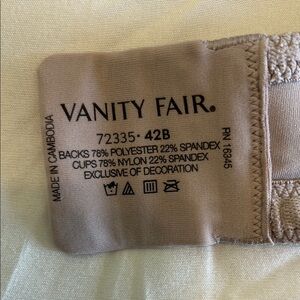 VANITY FAIR®
72335 • 42B
BACKS 78% POLYESTER 22% SPANDEX
CUPS 78% NYLON 22% SPANDEX
EXCLUSIVE OF DECORATION
MADE IN CAMBODIA
RN 16345